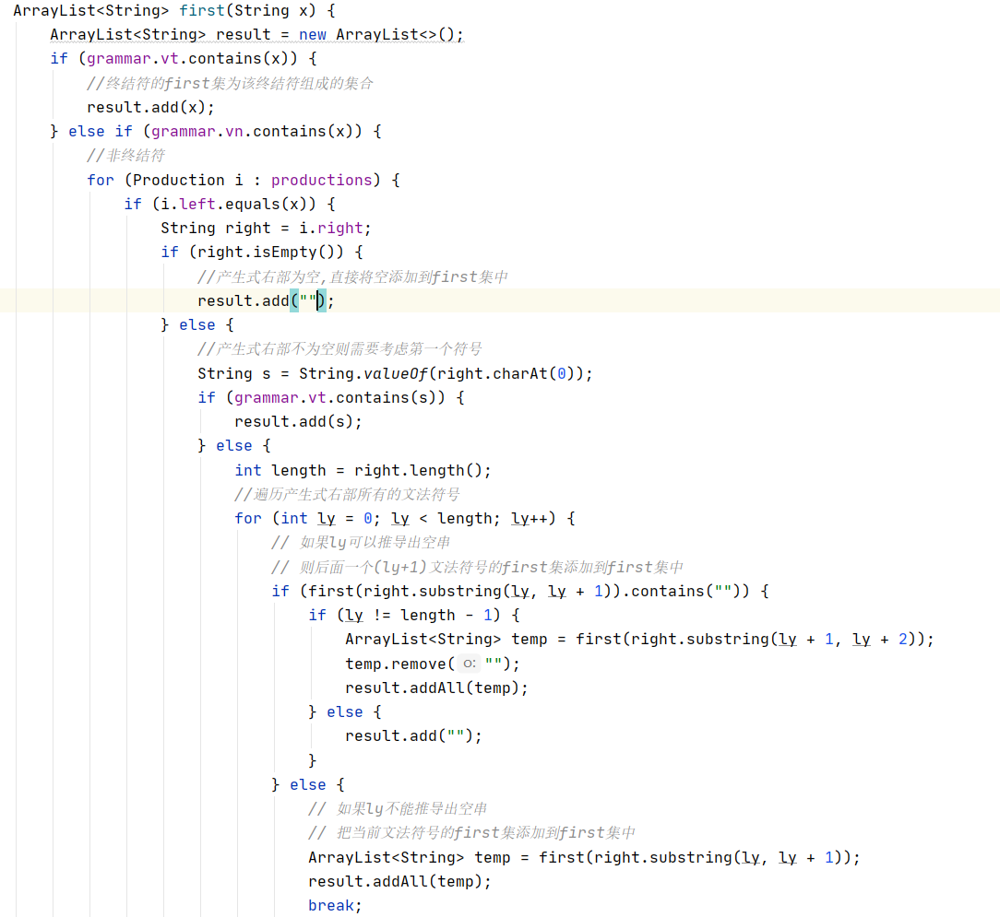 ArrayList<String> first(String x) {
    ArrayList<String> result = new ArrayList<>();
    if (grammar.vt.contains(x)) {
        //终结符的first集为该终结符组成的集合
        result.add(x);
    } else if (grammar.vn.contains(x)) {
        //非终结符
        for (Production i : productions) {
            if (i.left.equals(x)) {
                String right = i.right;
                if (right.isEmpty()) {
                    //产生式右部为空,直接将空添加到first集中
                    result.add("");
                } else {
                    //产生式右部不为空则需要考虑第一个符号
                    String s = String.valueOf(right.charAt(0));
                    if (grammar.vt.contains(s)) {
                        result.add(s);
                    } else {
                        int length = right.length();
                        //遍历产生式右部所有的文法符号
                        for (int ly = 0; ly < length; ly++) {
                            // 如果ly可以推导出空串
                            // 则后面一个(ly+1)文法符号的first集添加到first集中
                            if (first(right.substring(ly, ly + 1)).contains("")) {
                                if (ly != length - 1) {
                                    ArrayList<String> temp = first(right.substring(ly + 1, ly + 2));
                                    temp.remove( o: "");
                                    result.addAll(temp);
                                } else {
                                    result.add("");
                                }
                            } else {
                                // 如果ly不能推导出空串
                                // 把当前文法符号的first集添加到first集中
                                ArrayList<String> temp = first(right.substring(ly, ly + 1));
                                result.addAll(temp);
                                break;